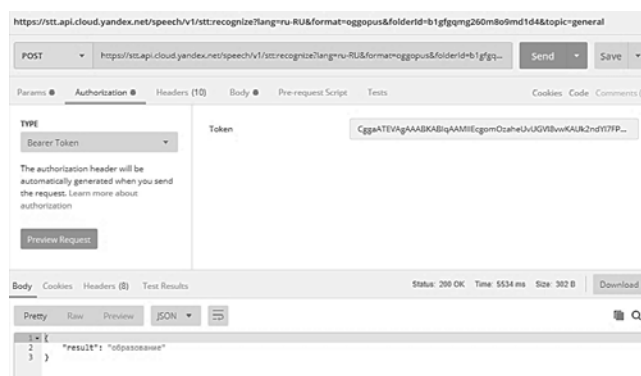 https://stt.api.cloud.yandex.net/speech/v1/stt:recognize?lang=ru-RU&format=oggopus&folderId=b1gfgqmg260m8o9md1d4&topic=general
POST https://stt.api.cloud.yandex.net/speech/v1/stt:recognize?lang=ru-RU&format=oggopus&folderId=b1gfgq... Send Save
Params Authorization Headers (10) Body Pre-request Script Tests Cookies Code Comments
TYPE
Bearer Token
Token
The authorization header will be
automatically generated when you send
the request. Learn more about
authorization
Preview Request
Body Cookies Headers (8) Test Results Status: 200 OK Time: 5534 ms Size: 302 B Download
Pretty Raw Preview JSON
1 {
2 "result": "образование"
3 }